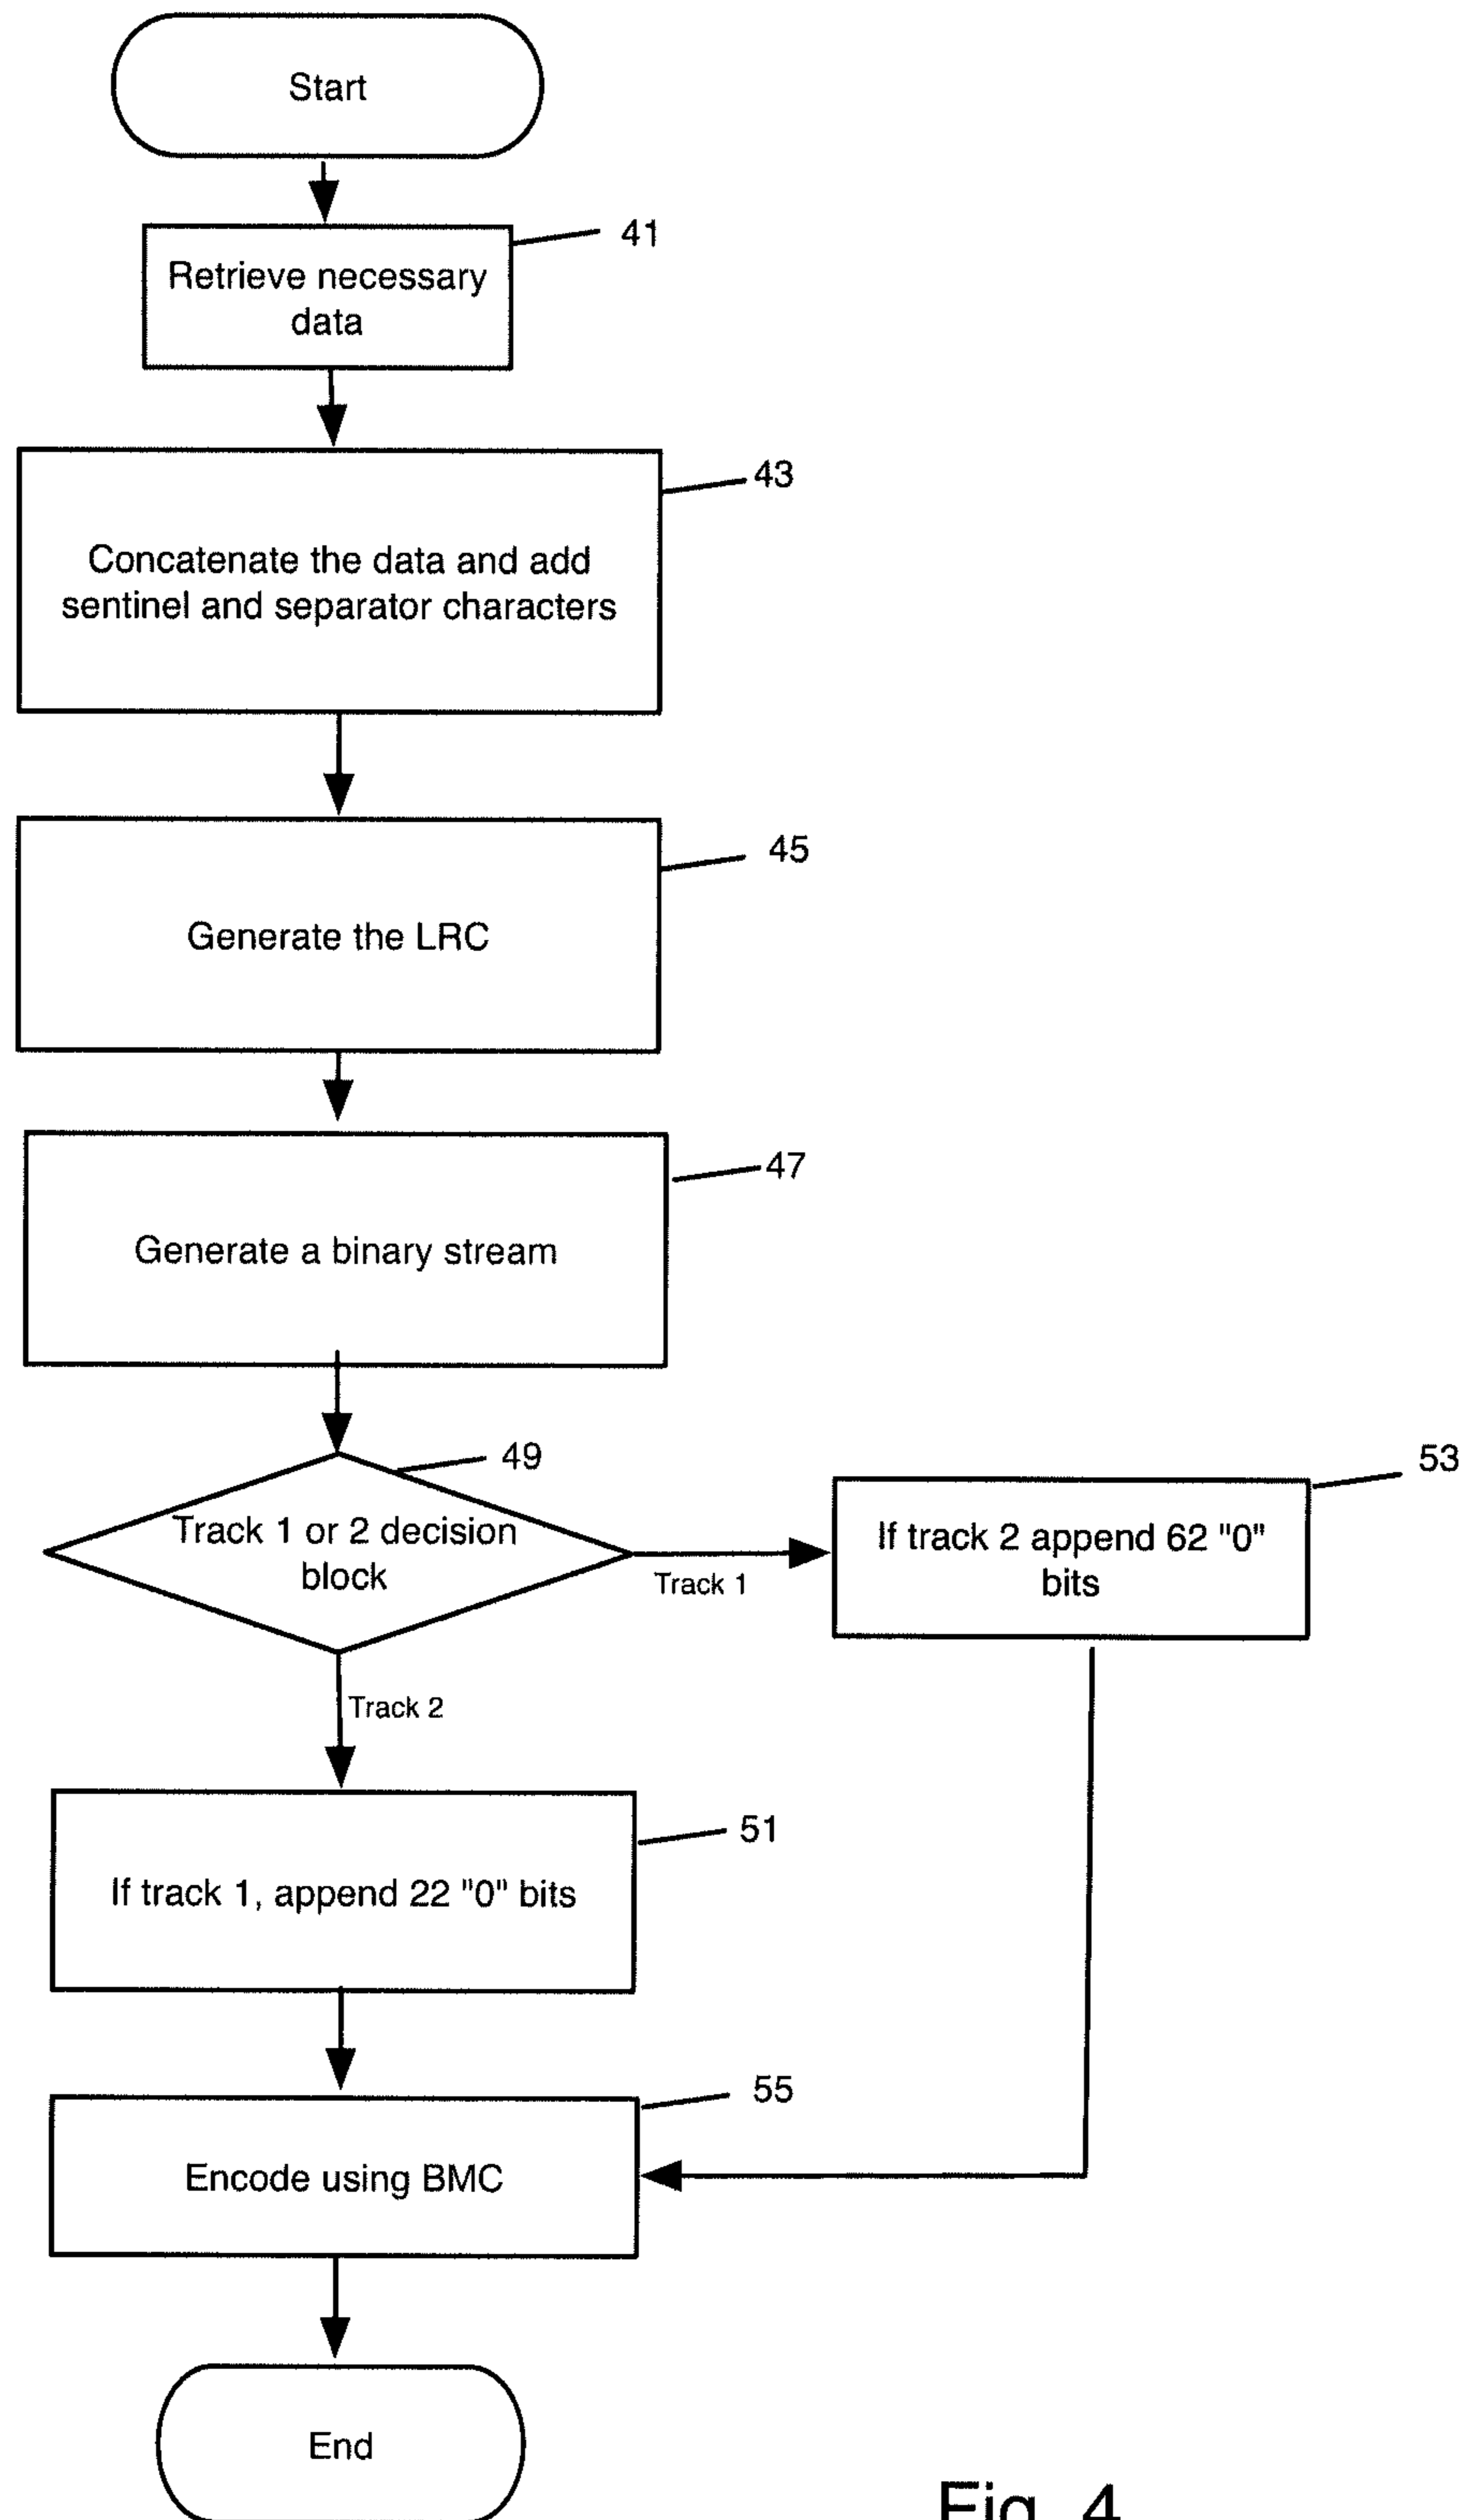 Start
41
Retrieve necessary
data
43
Concatenate the data and add
sentinel and separator characters
45
Generate the LRC
47
Generate a binary stream
49
Track 1 or 2 decision
block
Track 1
53
If track 2 append 62 "0"
bits
Track 2
51
If track 1, append 22 "0" bits
55
Encode using BMC
End
Fig. 4